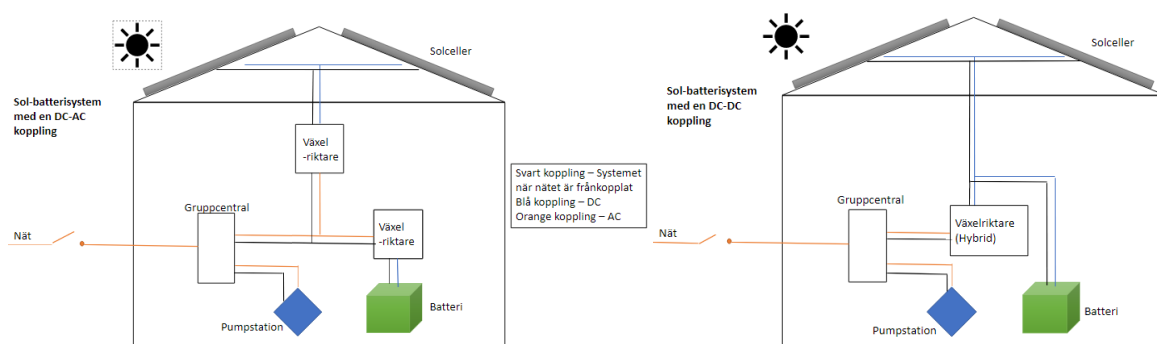 Solceller
Sol-batterisystem
med en DC-AC
koppling
Växel
-riktare
Svart koppling – Systemet
när nätet är frånkopplat
Blå koppling – DC
Orange koppling – AC
Gruppcentral
Växel
-riktare
Nät
Batteri
Pumpstation
Solceller
Sol-batterisystem
med en DC-DC
koppling
Gruppcentral
Växelriktare
(Hybrid)
Nät
Batteri
Pumpstation